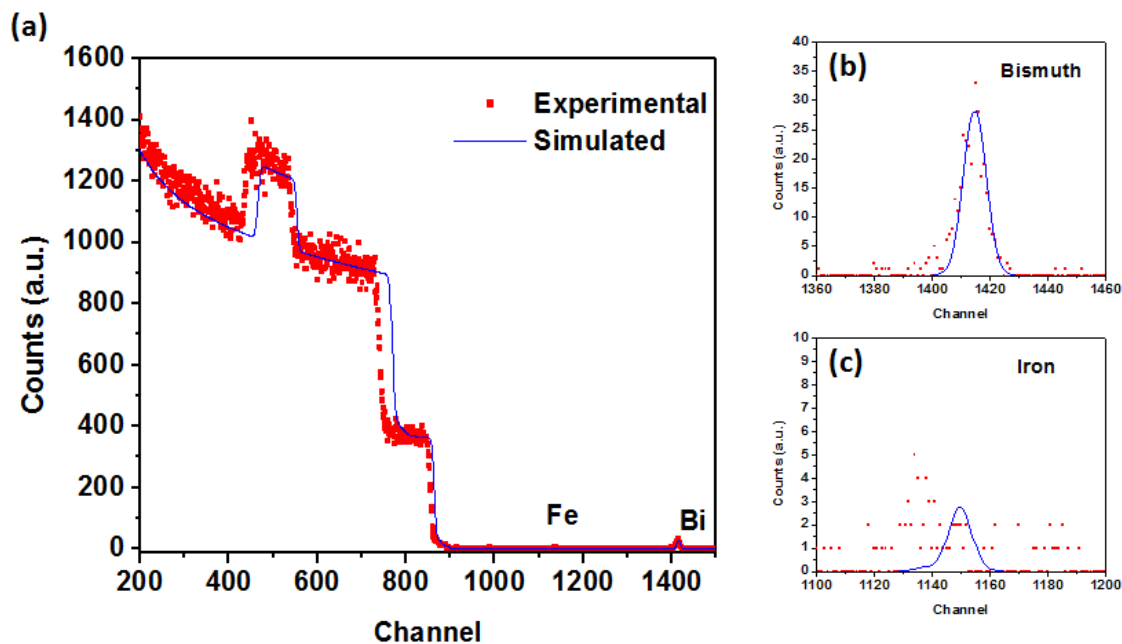 (a)
1600
1400
1200
1000
800
600
400
200
0
200 400 600 800 1000 1200 1400
Counts (a.u.)
Channel
Experimental
Simulated
Fe
Bi
(b)
Bismuth
40
35
30
25
20
15
10
5
0
1360 1380 1400 1420 1440 1460
Counts (a.u.)
Channel
(c)
Iron
10
9
8
7
6
5
4
3
2
1
0
1100 1120 1140 1160 1180 1200
Counts (a.u.)
Channel